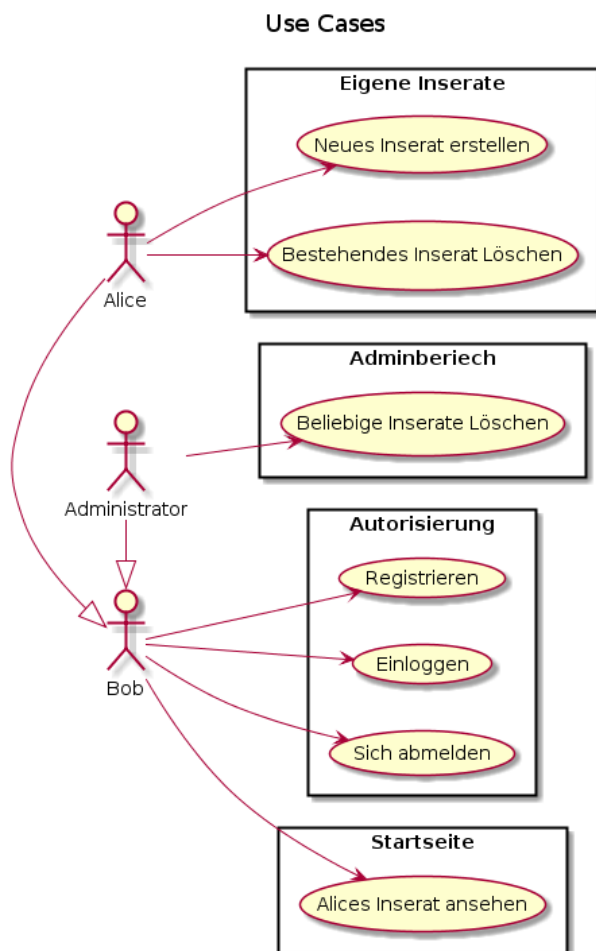 Use Cases
Eigene Inserate
Neues Inserat erstellen
Bestehendes Inserat Löschen
Alice
Adminberiech
Beliebige Inserate Löschen
Administrator
Autorisierung
Registrieren
Einloggen
Bob
Sich abmelden
Startseite
Alices Inserat ansehen